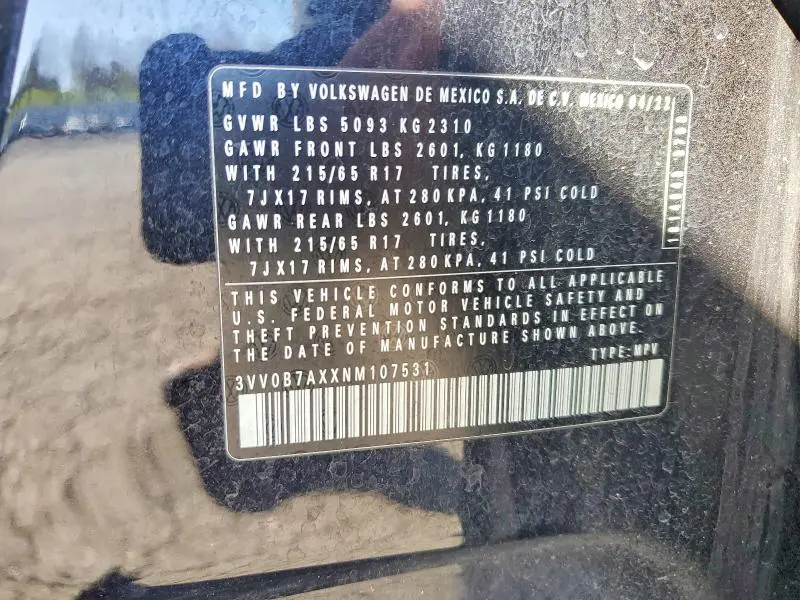 MFD BY VOLKSWAGEN DE MEXICO S.A. DE C.V. MEXICO 04/22
GVWR LBS 5093 KG 2310
GAWR FRONT LBS 2601, KG 1180
WITH 215/65 R17 TIRES,
7JX17 RIMS, AT 280 KPA, 41 PSI COLD
GAWR REAR LBS 2601, KG 1180
WITH 215/65 R17 TIRES,
7JX17 RIMS, AT 280 KPA, 41 PSI COLD
THIS VEHICLE CONFORMS TO ALL APPLICABLE
U.S. FEDERAL MOTOR VEHICLE SAFETY AND
THEFT PREVENTION STANDARDS IN EFFECT ON
THE DATE OF MANUFACTURE SHOWN ABOVE.
TYPE: MPV
3VV0B7AXXNM107531